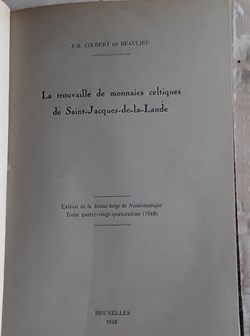 J.-B. COLBERT DE BEAULIEU
La trouvaille de monnaies celtiques
de Saint-Jacques-de-la-Lande
Extrait de la Revue belge de Numismatique
Tome quatre-vingt-quatorzième (1948)
BRUXELLES
1948